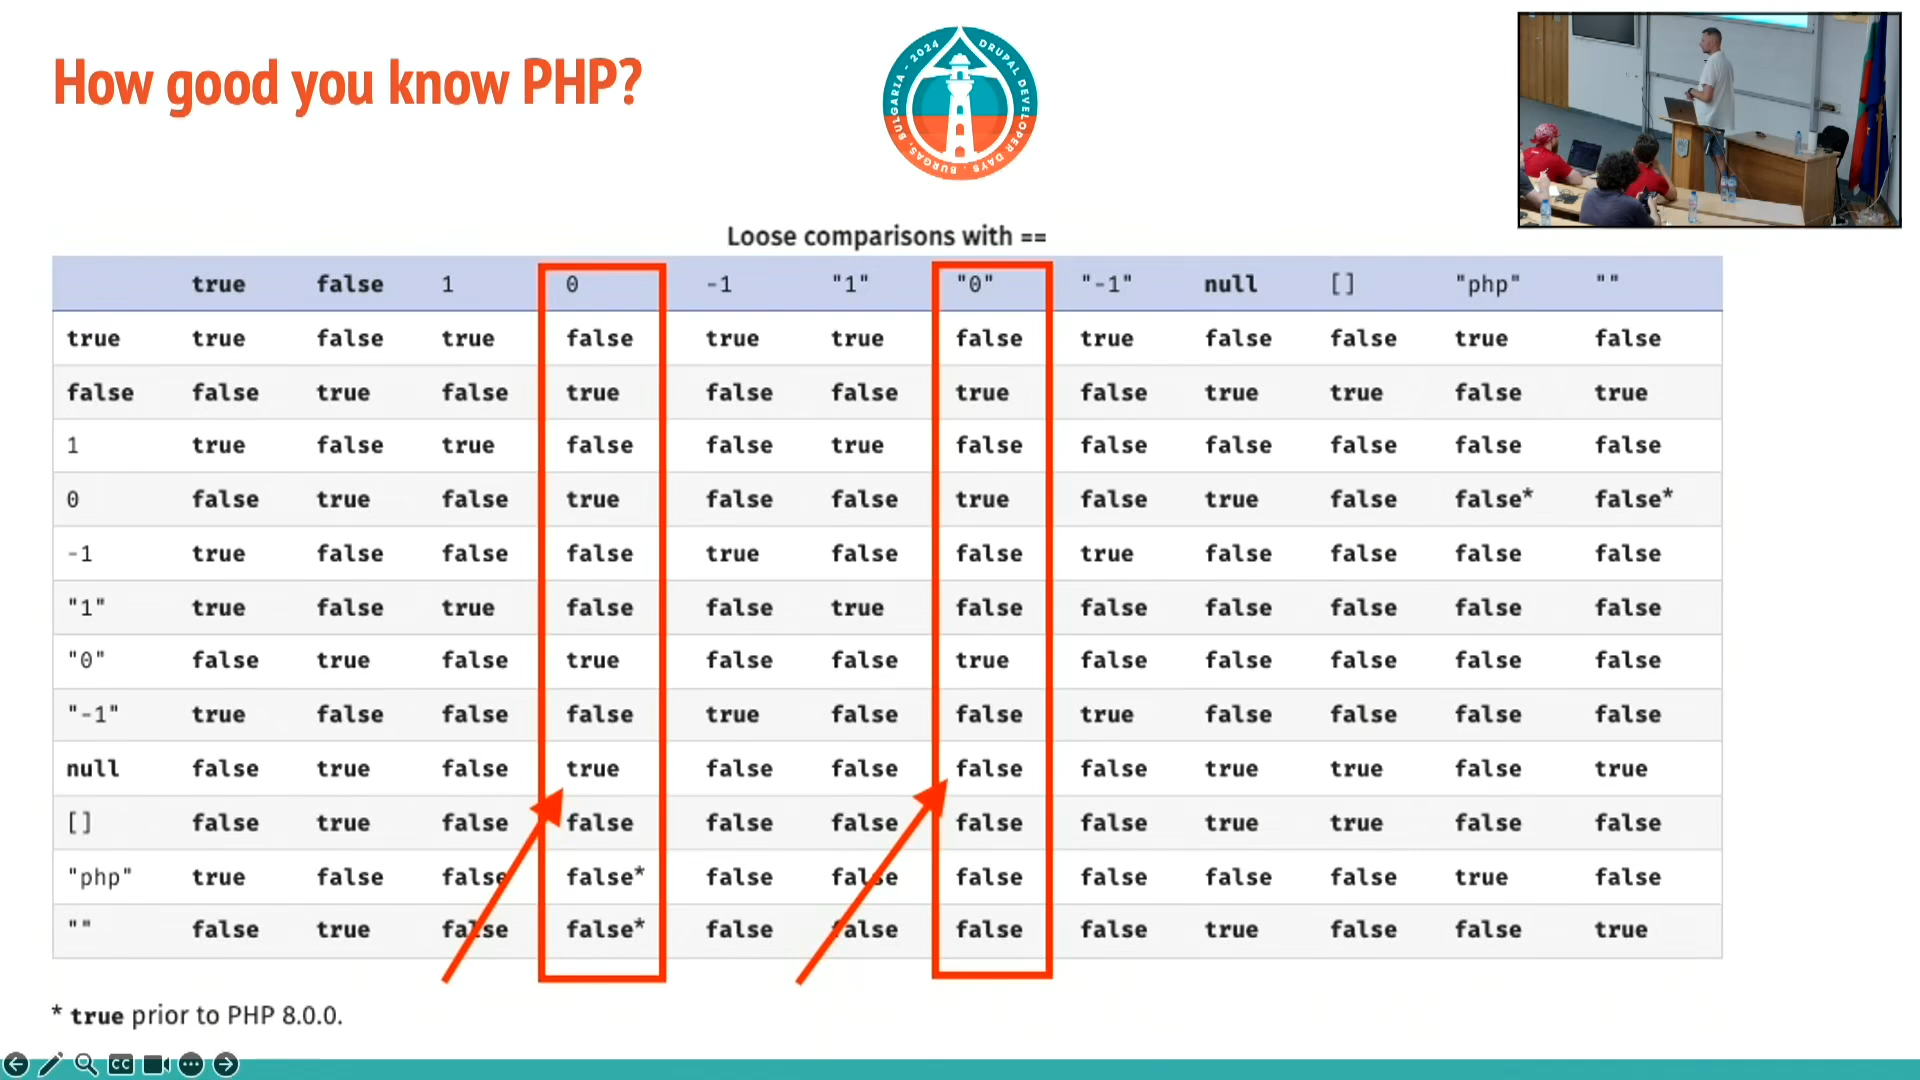 How good you know PHP?
BURGAS, BULGARIA - 2024 DRUPAL DEVELOPER DAYS
Loose comparisons with ==
true false 1 0 -1 "1" "0" "-1" null [] "php" ""
true true false true false true true false true false false true false
false false true false true false false true false true true false true
1 true false true false false true false false false false false false
0 false true false true false false true false true false false* false*
-1 true false false false true false false true false false false false
"1" true false true false false true false false false false false false
"0" false true false true false false true false false false false false
"-1" true false false false true false false true false false false false
null false true false true false false false false true true false true
[] false true false false false false false false true true false false
"php" true false false false* false false false false false false true false
"" false true false false* false false false false true false false true
* true prior to PHP 8.0.0.
CC